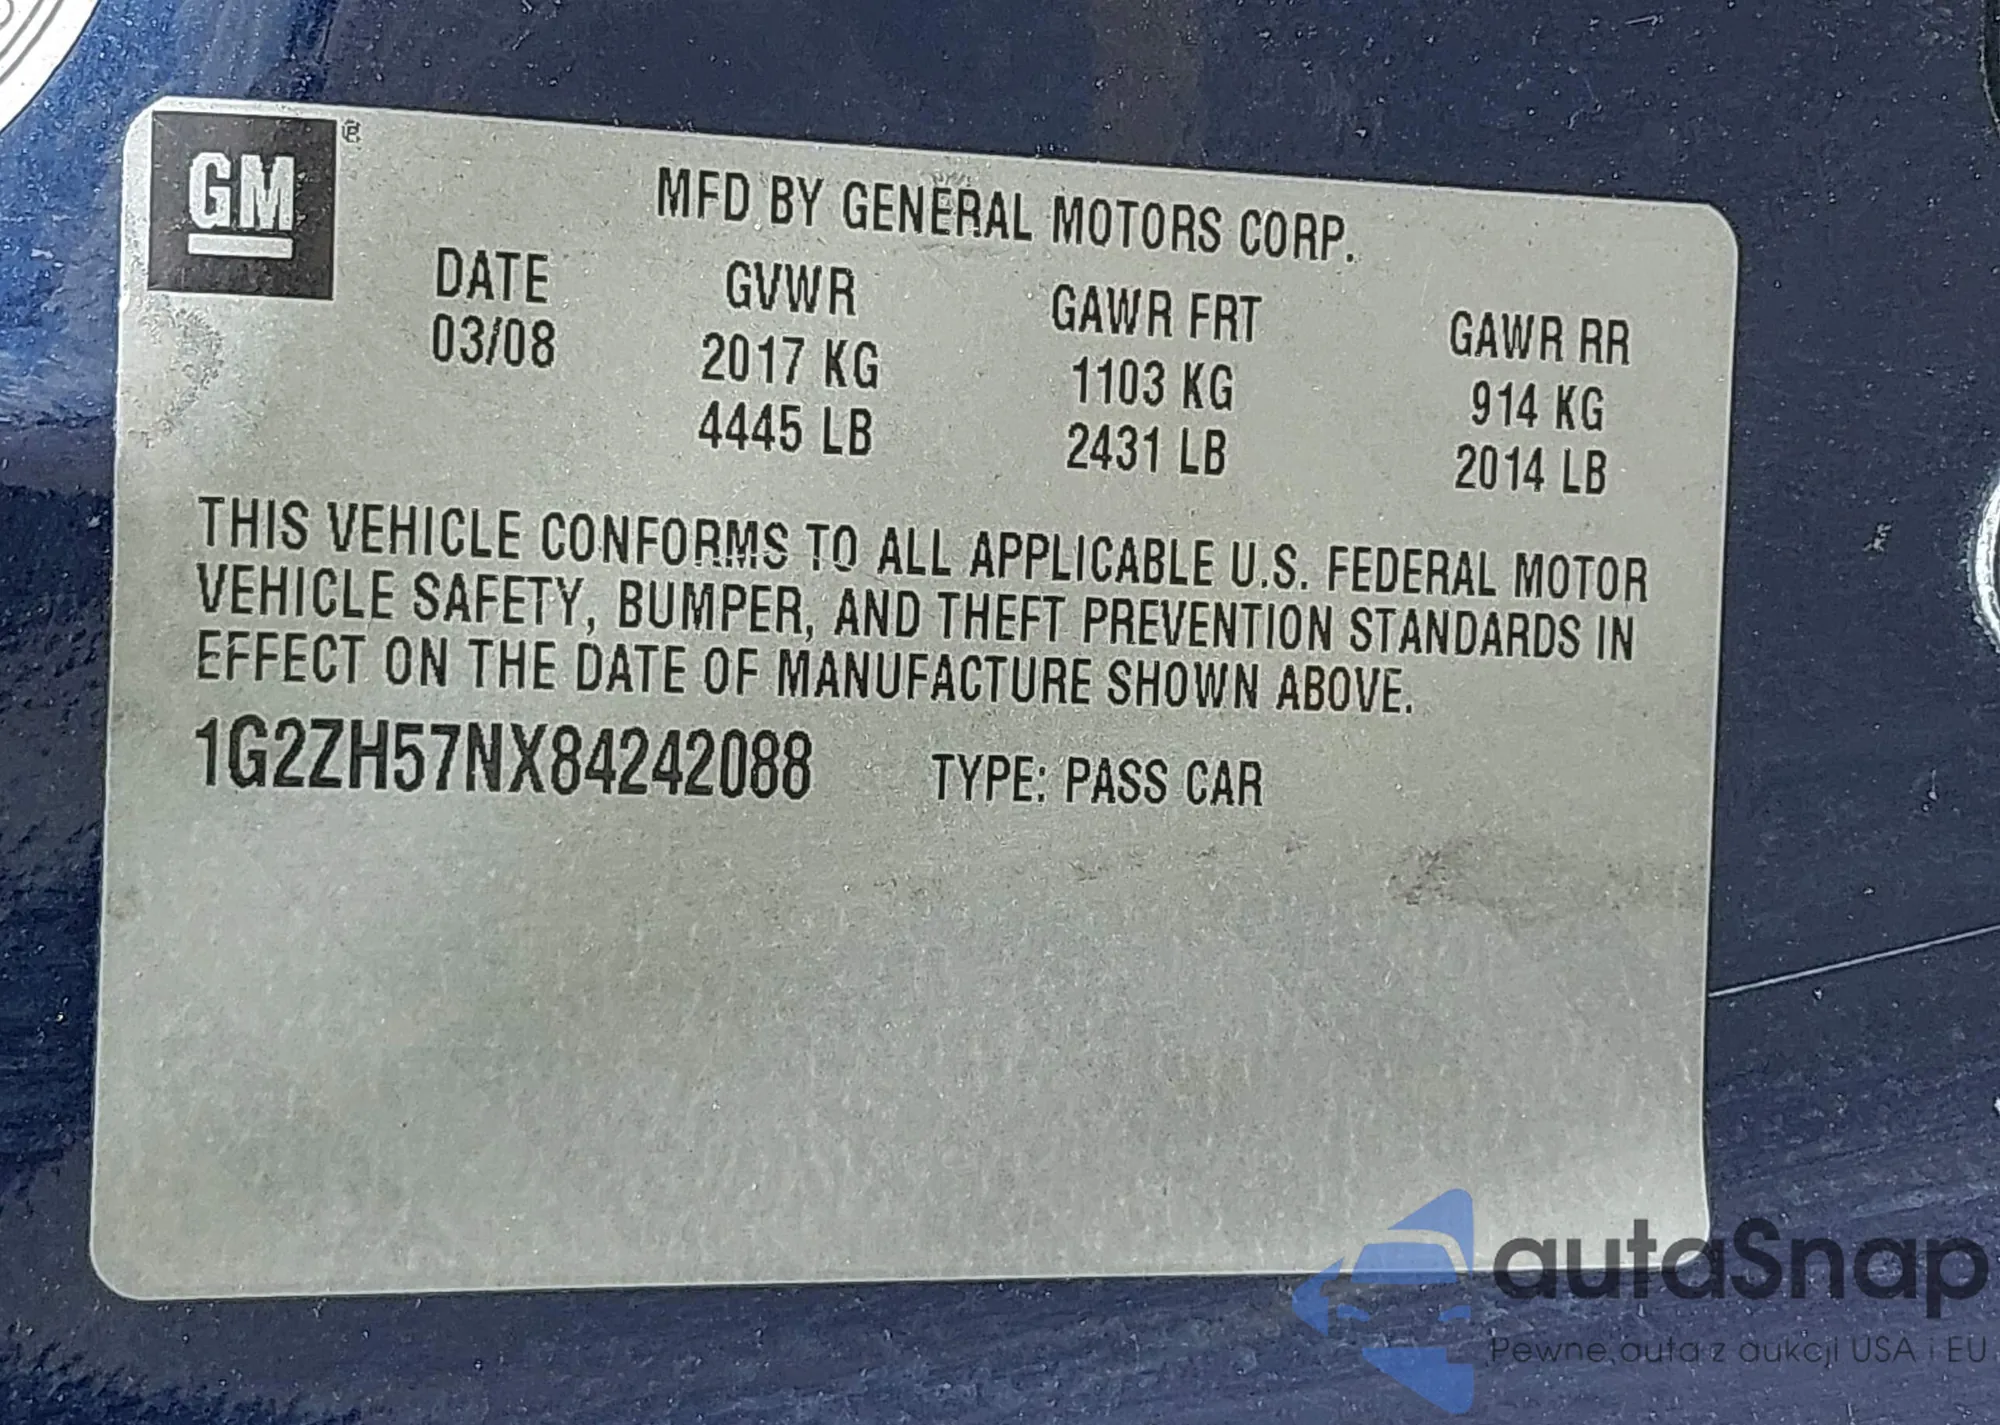 GM ®
MFD BY GENERAL MOTORS CORP.
DATE GVWR GAWR FRT GAWR RR
03/08 2017 KG 1103 KG 914 KG
4445 LB 2431 LB 2014 LB
THIS VEHICLE CONFORMS TO ALL APPLICABLE U.S. FEDERAL MOTOR
VEHICLE SAFETY, BUMPER, AND THEFT PREVENTION STANDARDS IN
EFFECT ON THE DATE OF MANUFACTURE SHOWN ABOVE.
1G2ZH57NX84242088 TYPE: PASS CAR
autaSnap
Pewne auta z aukcji USA i EU